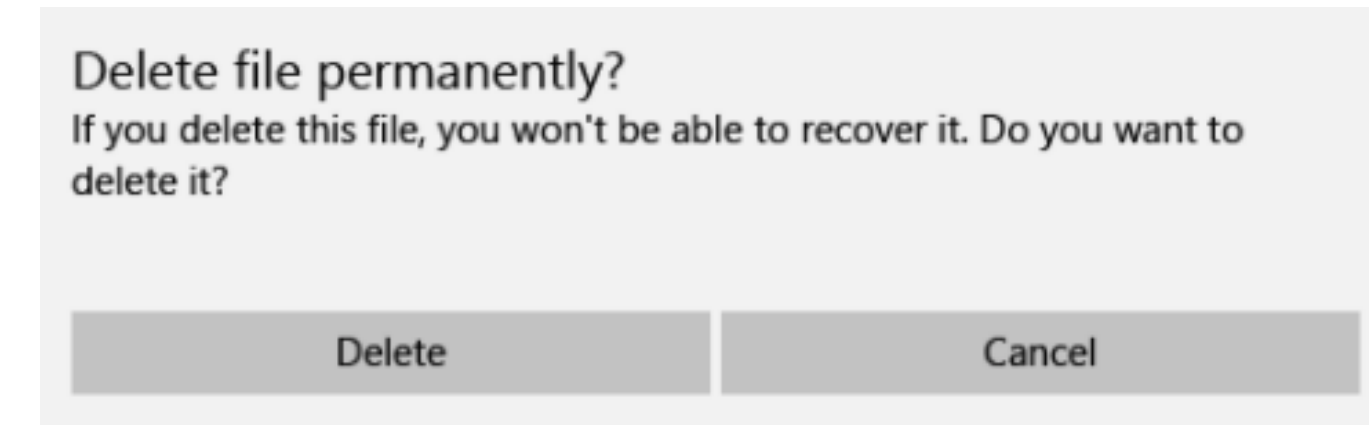 Delete file permanently?
If you delete this file, you won't be able to recover it. Do you want to
delete it?
Delete
Cancel